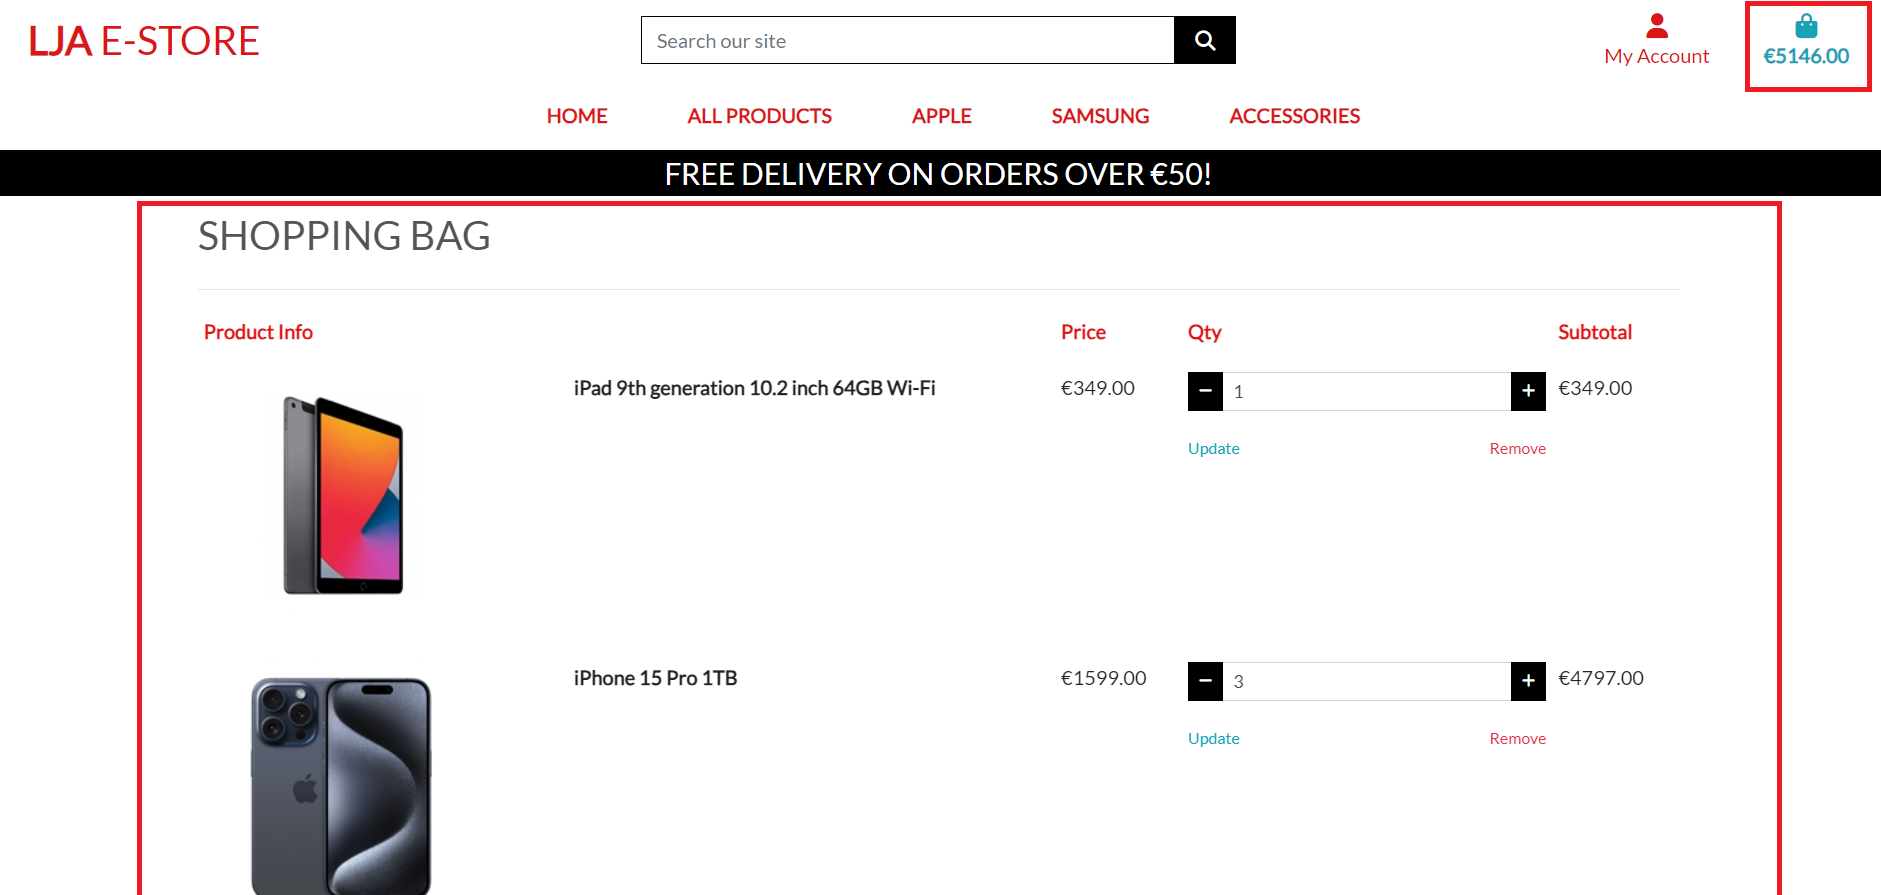 LJA E-STORE
Search our site
My Account
€5146.00
HOME ALL PRODUCTS APPLE SAMSUNG ACCESSORIES
FREE DELIVERY ON ORDERS OVER €50!
SHOPPING BAG
Product Info Price Qty Subtotal
iPad 9th generation 10.2 inch 64GB Wi-Fi €349.00 1 €349.00
Update Remove
iPhone 15 Pro 1TB €1599.00 3 €4797.00
Update Remove